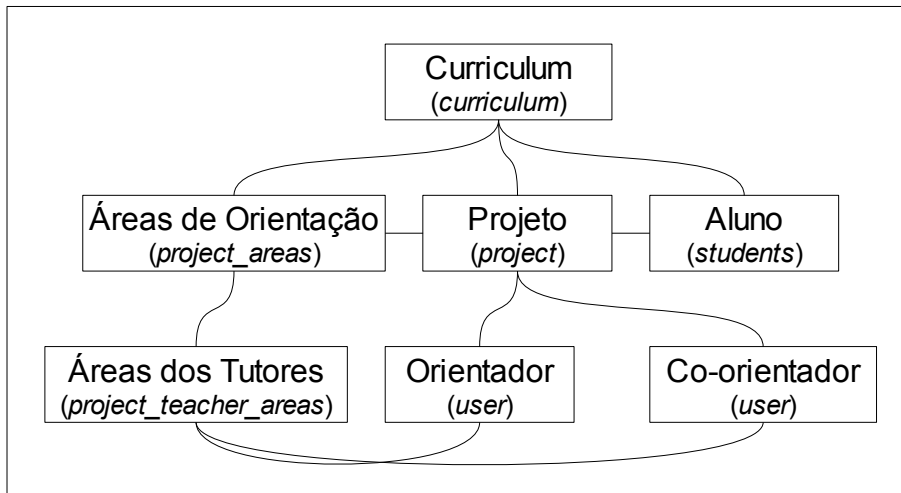 Curriculum
(curriculum)
Áreas de Orientação
(project_areas)
Projeto
(project)
Aluno
(students)
Áreas dos Tutores
(project_teacher_areas)
Orientador
(user)
Co-orientador
(user)